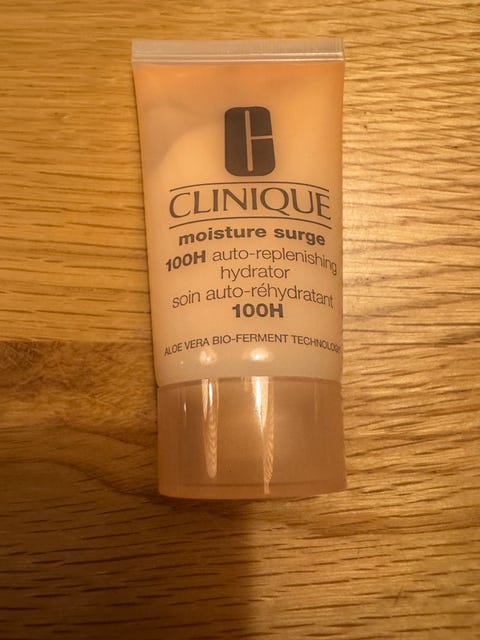 CLINIQUE
moisture surge
100H auto-replenishing
hydrator
soin auto-réhydratant
100H
ALOE VERA BIO-FERMENT TECHNOLOGY